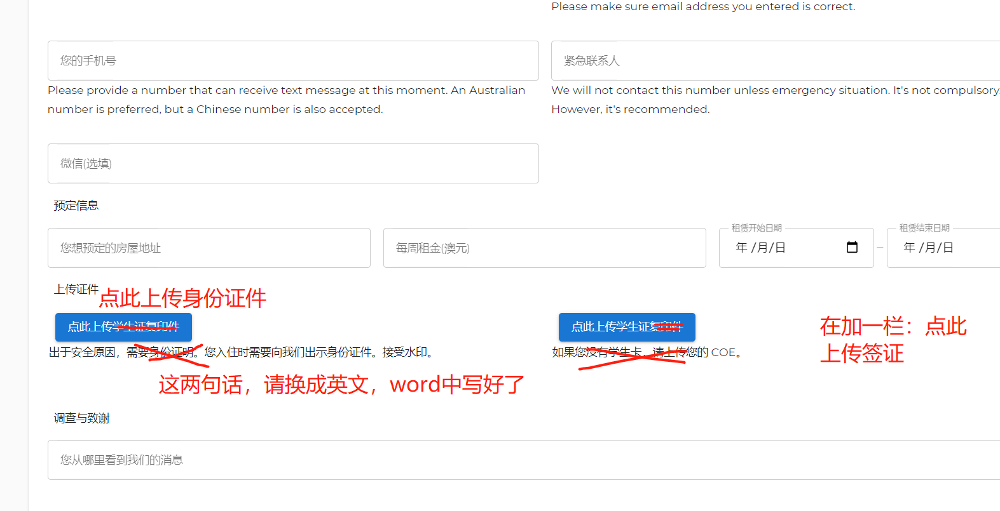 Please make sure email address you entered is correct.
您的手机号
紧急联系人
Please provide a number that can receive text message at this moment. An Australian
number is preferred, but a Chinese number is also accepted.
We will not contact this number unless emergency situation. It's not compulsory.
However, it's recommended.
微信(选填)
预定信息
您想预定的房屋地址
每周租金(澳元)
租赁开始日期
年 /月/日
–
租赁结束日期
年 /月/日
上传证件
点此上传身份证件
点此上传学生证复印件
点此上传学生证复印件
在加一栏：点此
上传签证
出于安全原因，需要身份证明。您入住时需要向我们出示身份证件。接受水印。
如果您没有学生卡，请上传您的 COE。
这两句话，请换成英文，word中写好了
调查与致谢
您从哪里看到我们的消息